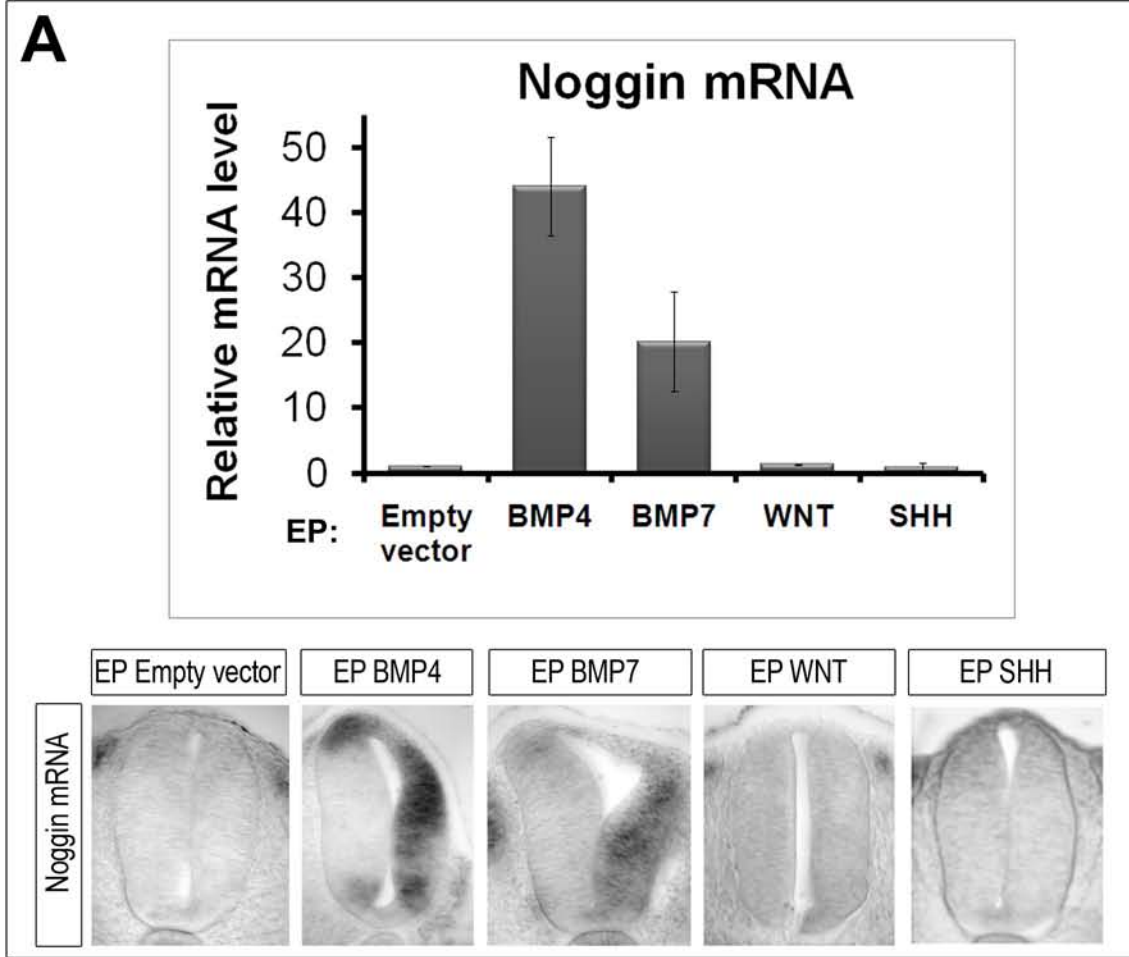 A
Noggin mRNA
Relative mRNA level
50
40
30
20
10
0
EP:
Empty vector
BMP4
BMP7
WNT
SHH
EP Empty vector
EP BMP4
EP BMP7
EP WNT
EP SHH
Noggin mRNA